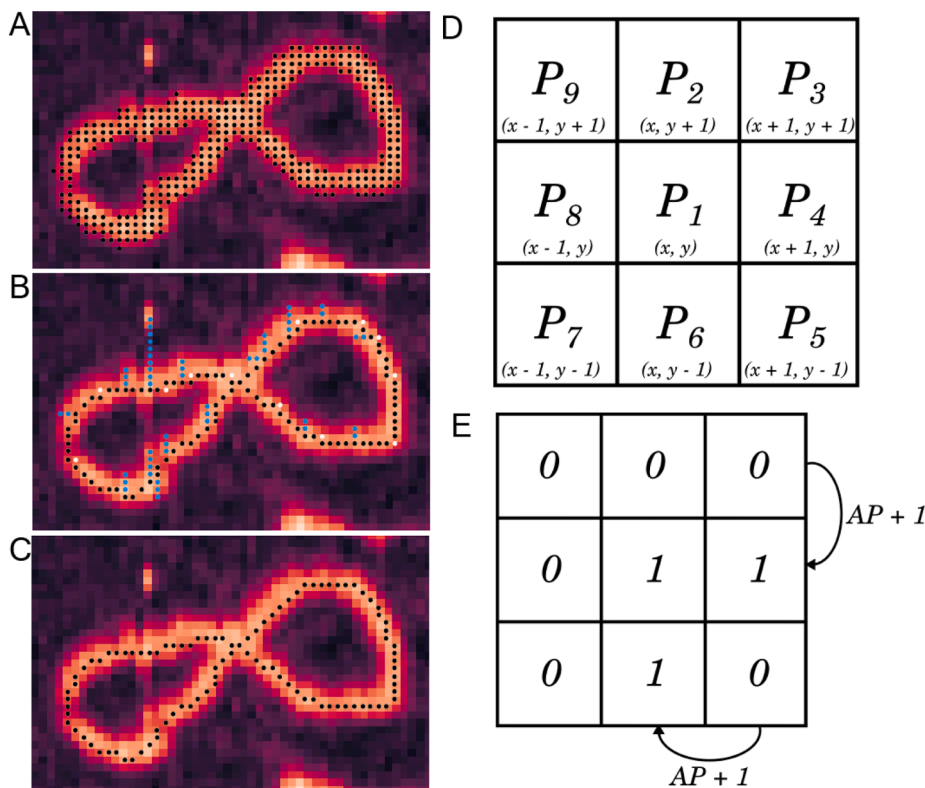 A
B
C
D
P₉ P₂ P₃
(x - 1, y + 1) (x, y + 1) (x + 1, y + 1)
P₈ P₁ P₄
(x - 1, y) (x, y) (x + 1, y)
P₇ P₆ P₅
(x - 1, y - 1) (x, y - 1) (x + 1, y - 1)
E
0 0 0
AP + 1
0 1 1
0 1 0
AP + 1